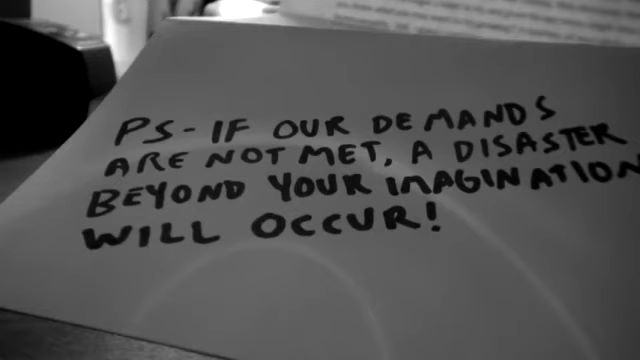 PS- IF OUR DEMANDS
ARE NOT MET, A DISASTER
BEYOND YOUR IMAGINATION
WILL OCCUR!